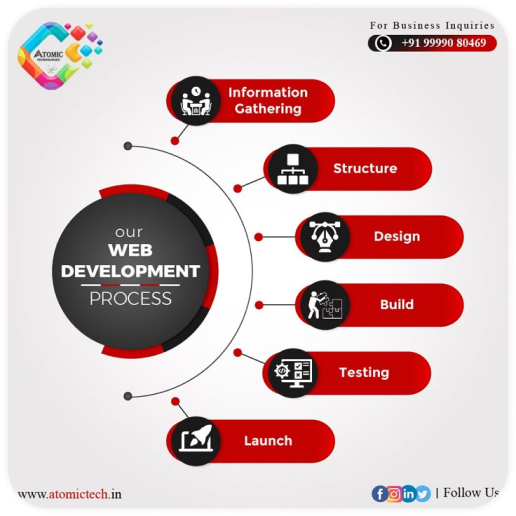 ATOMIC
TECHNOLOGIES
For Business Inquiries
+91 99990 80469
Information
Gathering
Structure
our
WEB
DEVELOPMENT
PROCESS
Design
Build
Testing
Launch
www.atomictech.in
| Follow Us